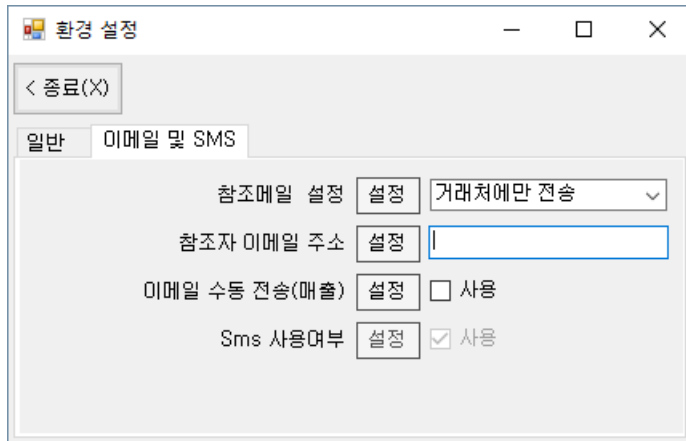 환경 설정
< 종료(X)
일반 이메일 및 SMS
참조메일 설정 설정 거래처에만 전송
참조자 이메일 주소 설정
이메일 수동 전송(매출) 설정 사용
Sms 사용여부 설정 사용